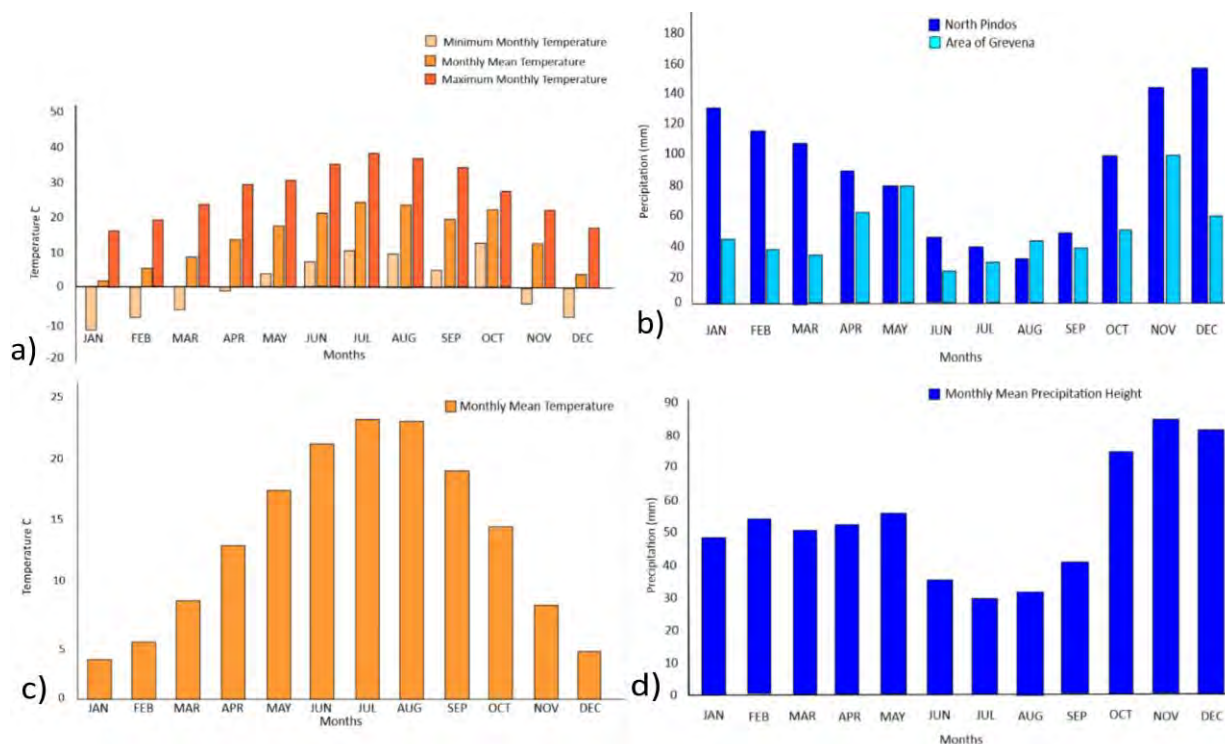 Minimum Monthly Temperature
Monthly Mean Temperature
Maximum Monthly Temperature
50
40
30
20
10
0
-10
-20
Temperature C
JAN FEB MAR APR MAY JUN JUL AUG SEP OCT NOV DEC
Months
a)
North Pindos
Area of Grevena
180
160
140
120
100
80
60
40
20
0
Percipitation (mm)
JAN FEB MAR APR MAY JUN JUL AUG SEP OCT NOV DEC
Months
b)
Monthly Mean Temperature
25
20
15
10
5
0
Temperature C
JAN FEB MAR APR MAY JUN JUL AUG SEP OCT NOV DEC
Months
c)
Monthly Mean Precipitation Height
90
80
70
60
50
40
30
20
10
0
Precipitation (mm)
JAN FEB MAR APR MAY JUN JUL AUG SEP OCT NOV DEC
Months
d)